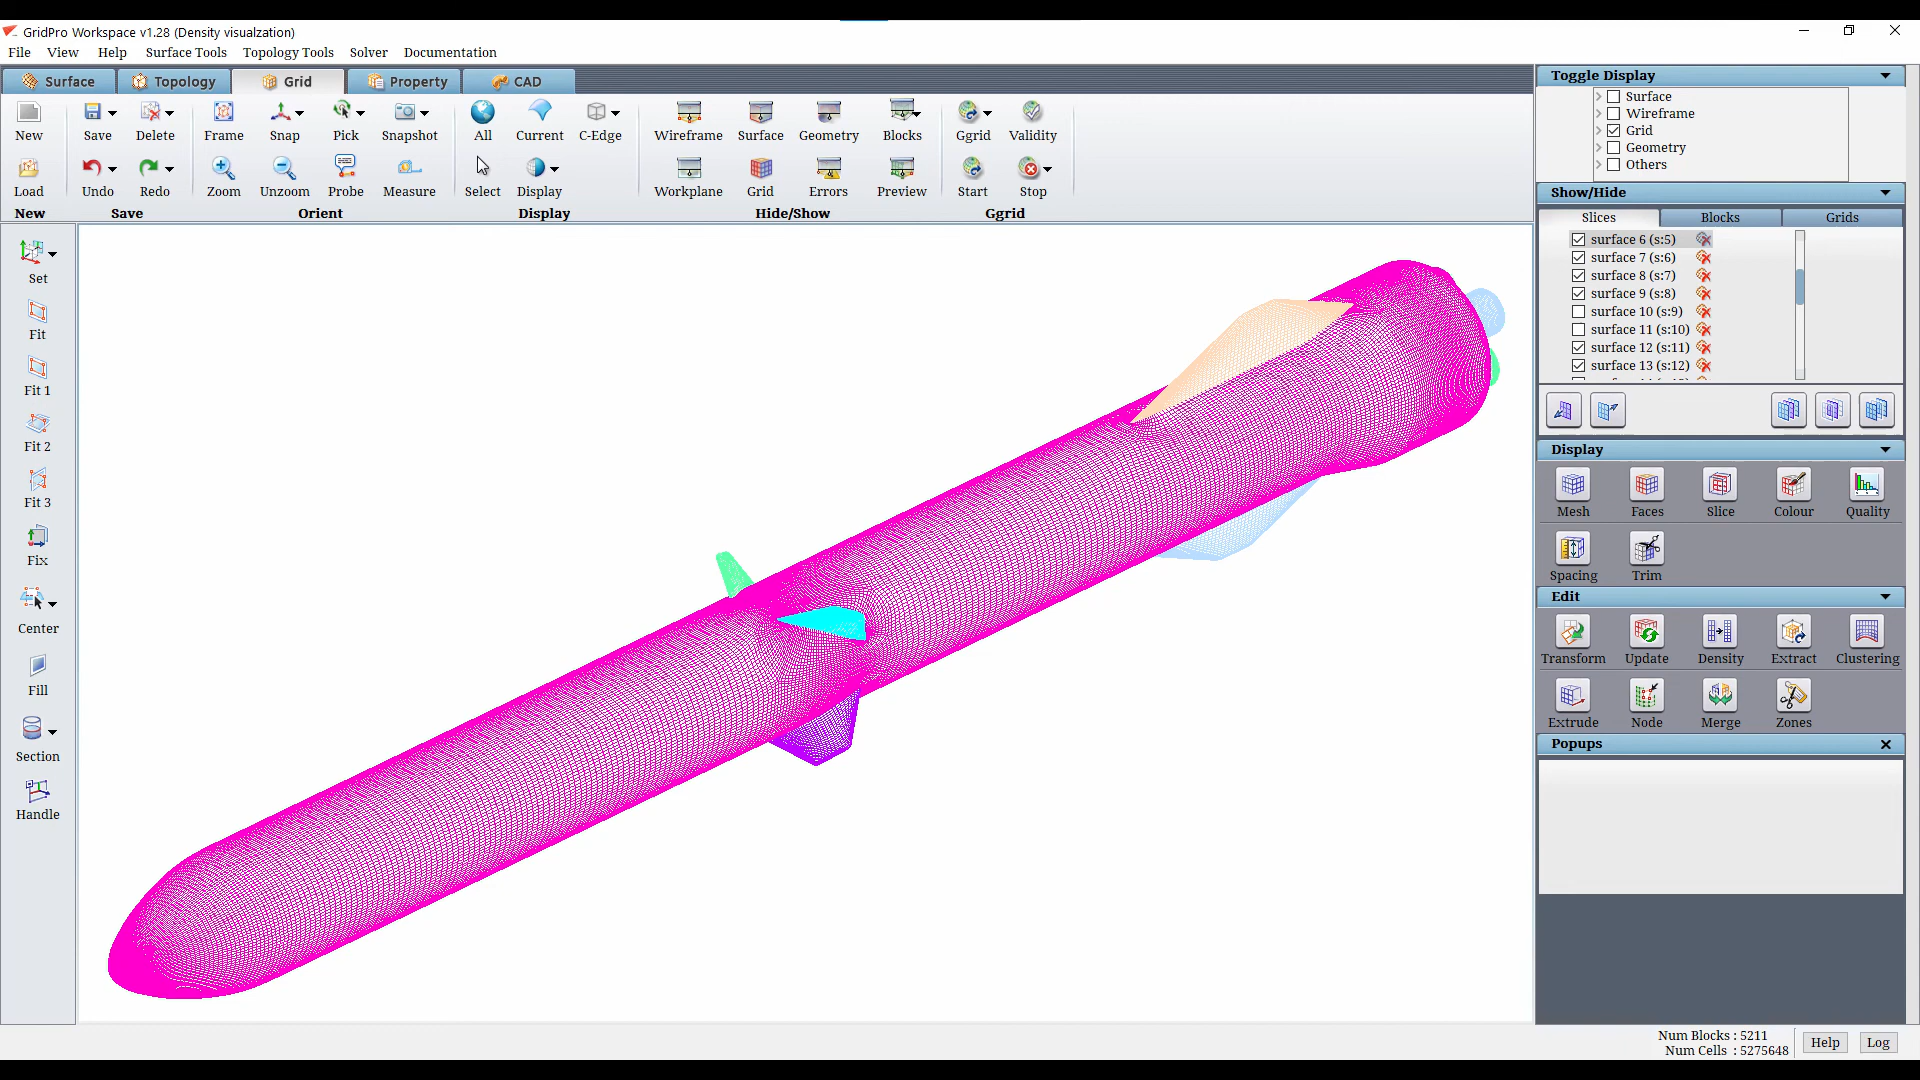 GridPro Workspace v1.28 (Density visualzation)
File View Help Surface Tools Topology Tools Solver Documentation
Surface Topology Grid Property CAD
New Save Delete Frame Snap Pick Snapshot All Current C-Edge Wireframe Surface Geometry Blocks Ggrid Validity
Load Undo Redo Zoom Unzoom Probe Measure Select Display Workplane Grid Errors Preview Start Stop
New Save Orient Display Hide/Show Ggrid
Set
Fit
Fit 1
Fit 2
Fit 3
Fix
Center
Fill
Section
Handle
Toggle Display
Surface
Wireframe
Grid
Geometry
Others
Show/Hide
Slices Blocks Grids
surface 6 (s:5)
surface 7 (s:6)
surface 8 (s:7)
surface 9 (s:8)
surface 10 (s:9)
surface 11 (s:10)
surface 12 (s:11)
surface 13 (s:12)
Display
Mesh Faces Slice Colour Quality
Spacing Trim
Edit
Transform Update Density Extract Clustering
Extrude Node Merge Zones
Popups
Num Blocks : 5211
Num Cells : 5275648
Help Log